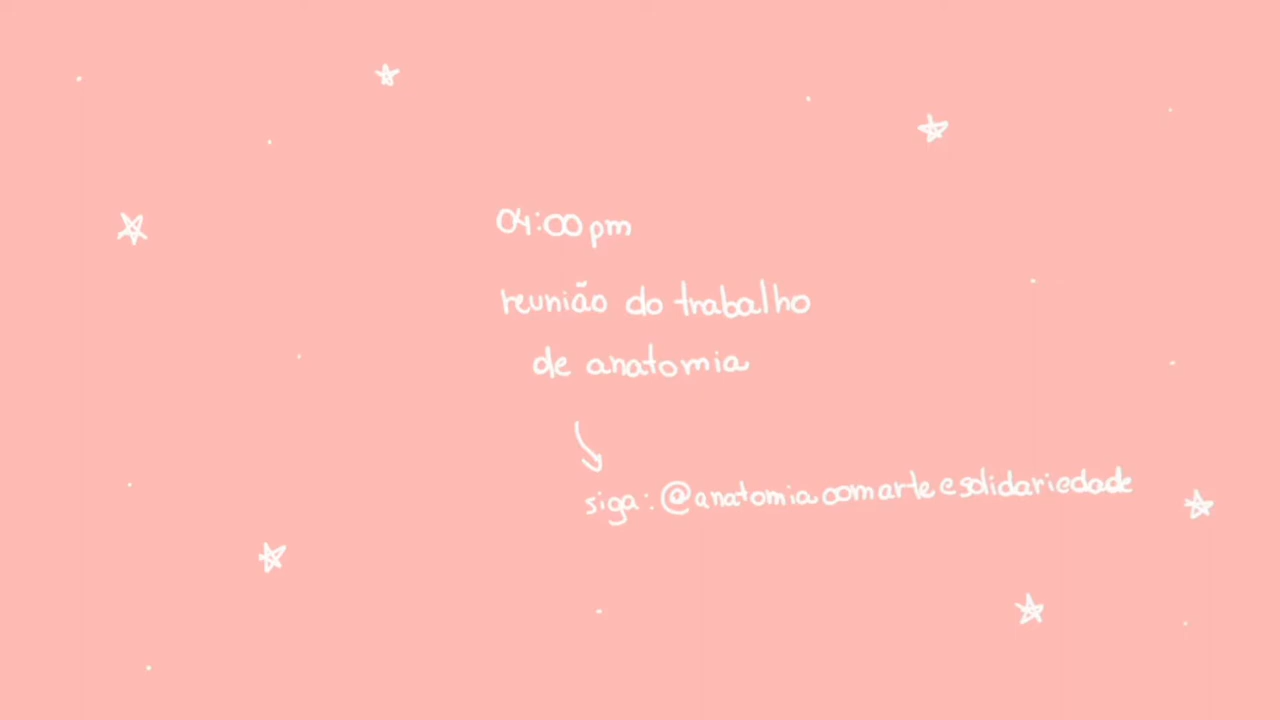 04:00 pm
reunião do trabalho
de anatomia
siga: @anatomiacomarteesolidariedade